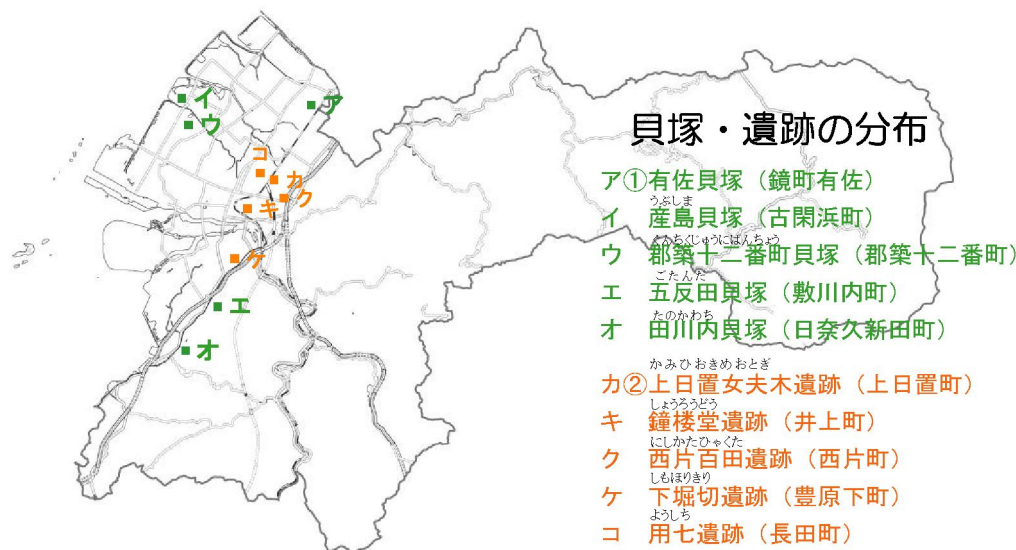 貝塚・遺跡の分布
ア①有佐貝塚（鏡町有佐）
うぶしま
イ 産島貝塚（古閑浜町）
ぐんちくじゅうにばんちょう
ウ 郡築十二番町貝塚（郡築十二番町）
ごたんだ
エ 五反田貝塚（敷川内町）
たのかわち
オ 田川内貝塚（日奈久新田町）
かみひおきめおとぎ
カ②上日置女夫木遺跡（上日置町）
しょうろうどう
キ 鐘楼堂遺跡（井上町）
にしかたひゃくた
ク 西片百田遺跡（西片町）
しもほりきり
ケ 下堀切遺跡（豊原下町）
ようしち
コ 用七遺跡（長田町）
イ
ア
ウ
コ
カ
ク
キ
ケ
エ
オ